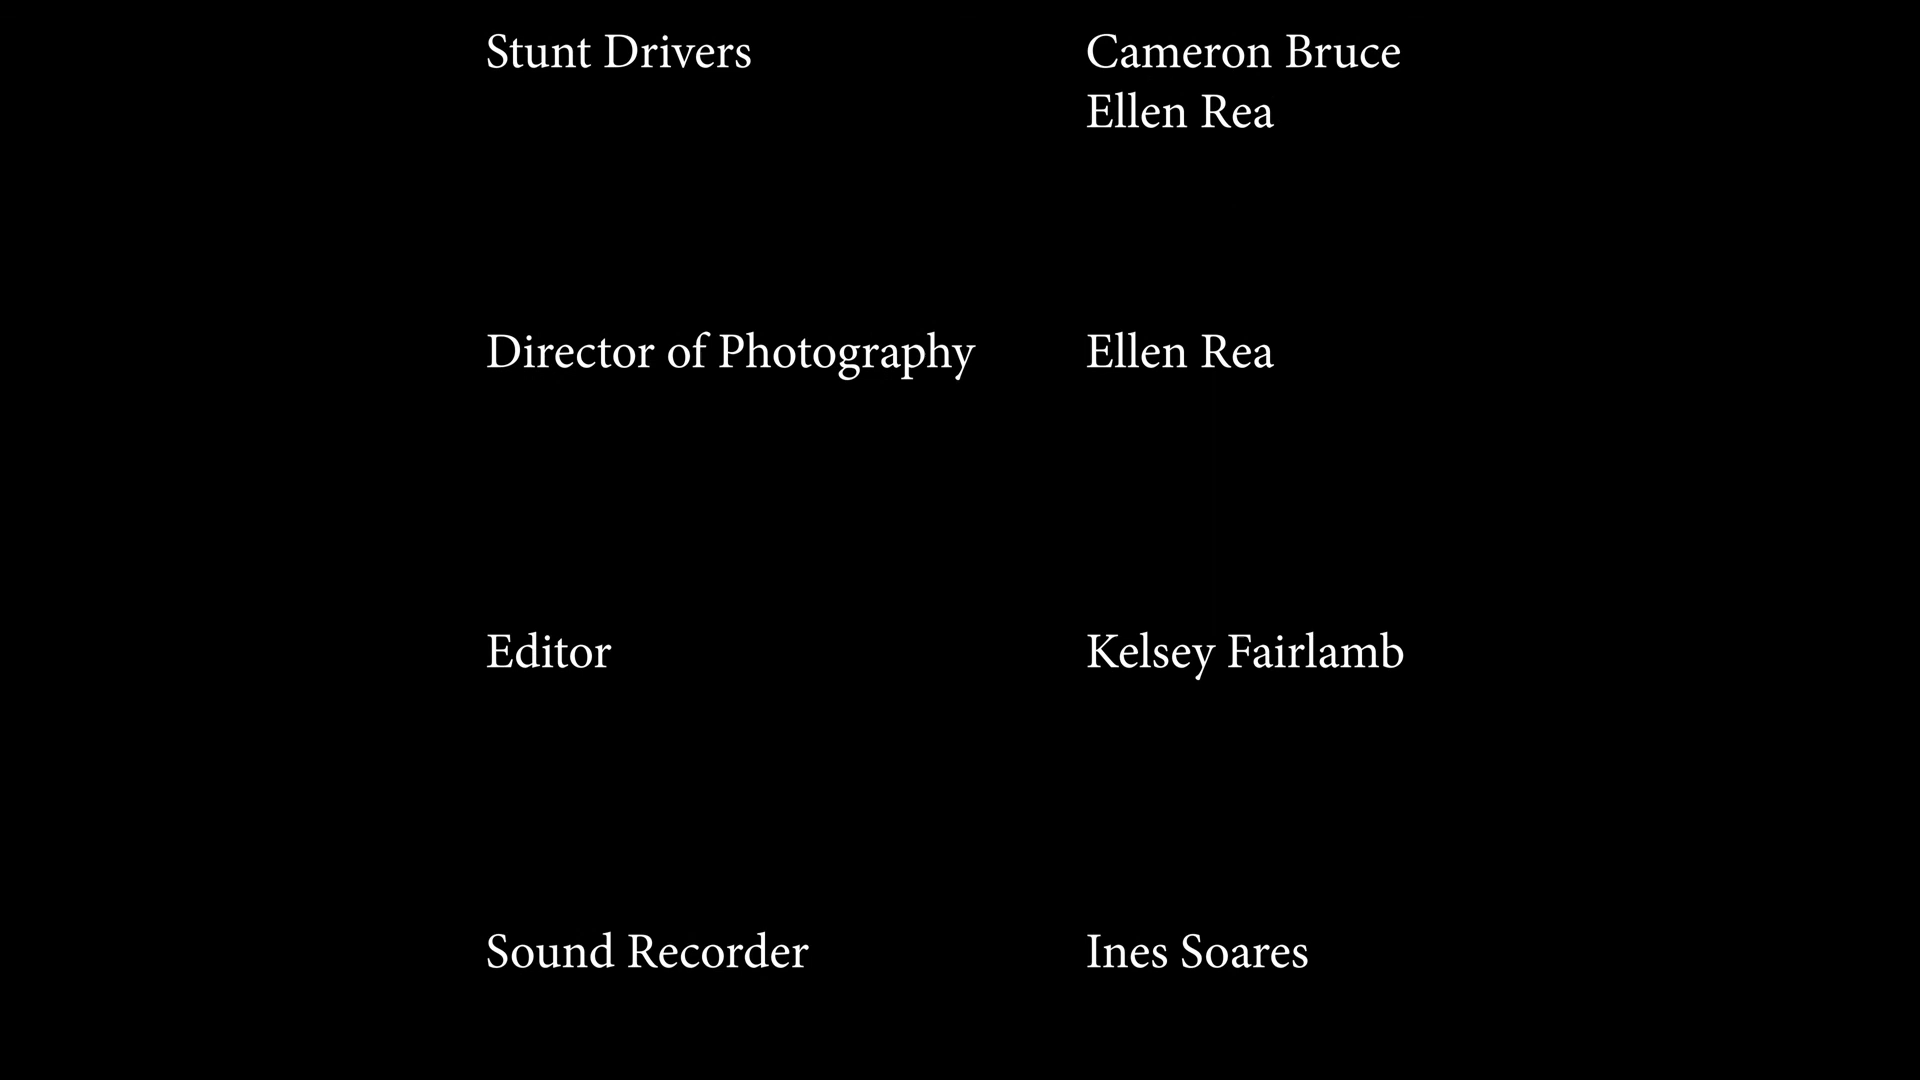 Stunt Drivers Cameron Bruce
Ellen Rea
Director of Photography Ellen Rea
Editor Kelsey Fairlamb
Sound Recorder Ines Soares